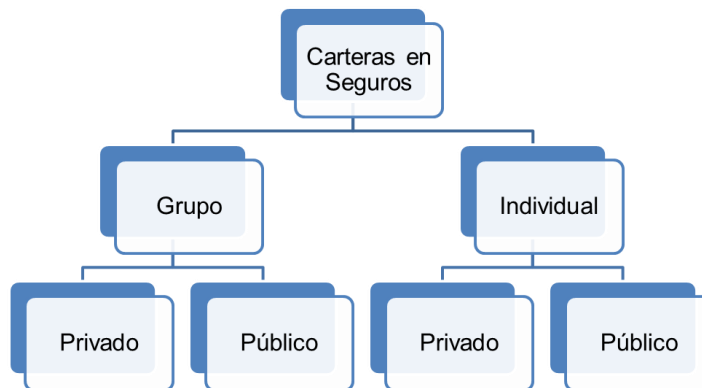 Carteras en
Seguros
Grupo
Individual
Privado
Público
Privado
Público